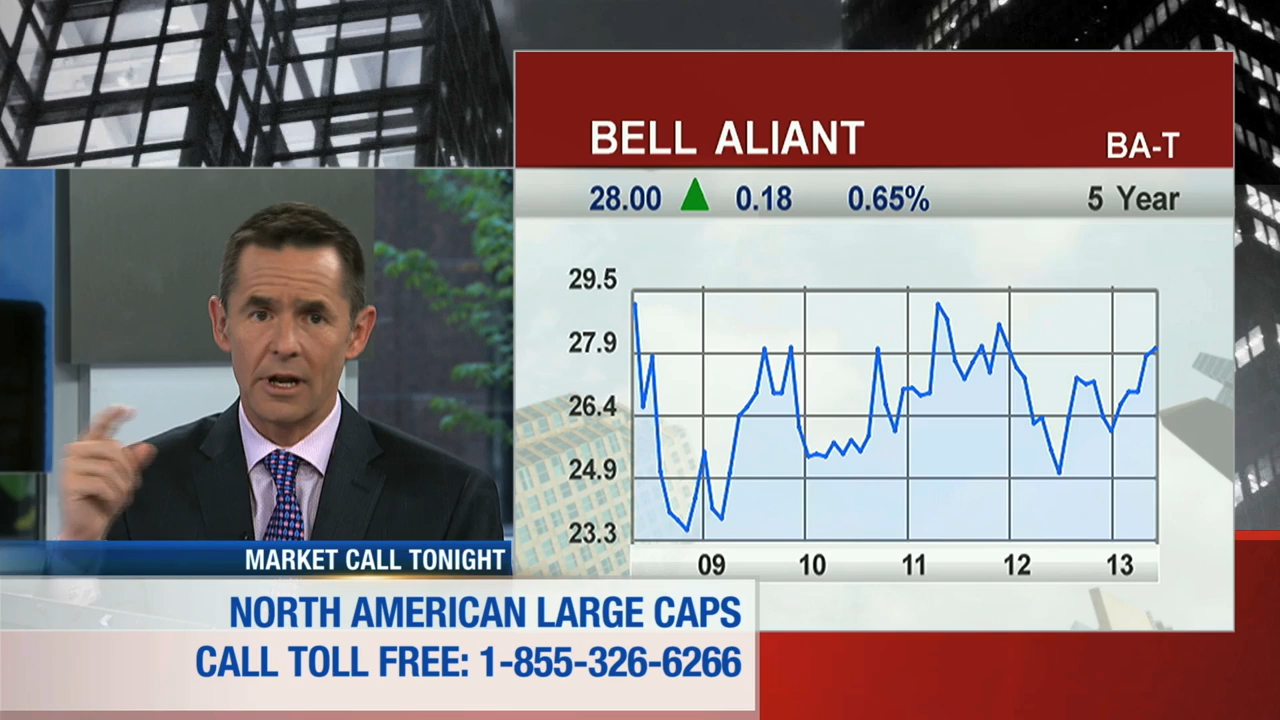 BELL ALIANT BA-T
28.00 0.18 0.65% 5 Year
29.5
27.9
26.4
24.9
23.3
09 10 11 12 13
MARKET CALL TONIGHT
NORTH AMERICAN LARGE CAPS
CALL TOLL FREE: 1-855-326-6266